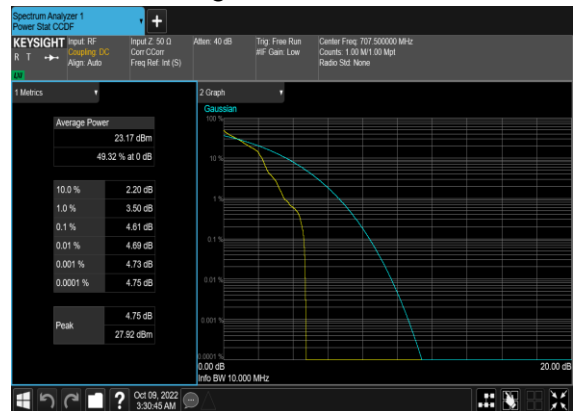 Spectrum Analyzer 1
Power Stat CCDF
KEYSIGHT
R T
Input: RF
Coupling: DC
Align: Auto
Input Z: 50 Ω
Corr CCorr
Freq Ref: Int (S)
Atten: 40 dB
Trig: Free Run
#IF Gain: Low
Center Freq: 707.500000 MHz
Counts: 1.00 M/1.00 Mpt
Radio Std: None
1 Metrics
Average Power
23.17 dBm
49.32 % at 0 dB
10.0 % 2.20 dB
1.0 % 3.50 dB
0.1 % 4.61 dB
0.01 % 4.69 dB
0.001 % 4.73 dB
0.0001 % 4.75 dB
Peak
4.75 dB
27.92 dBm
2 Graph
Gaussian
100 %
10 %
1 %
0.1 %
0.01 %
0.001 %
0.0001 %
0.00 dB 20.00 dB
Info BW 10.000 MHz
?
Oct 09, 2022
3:30:45 AM